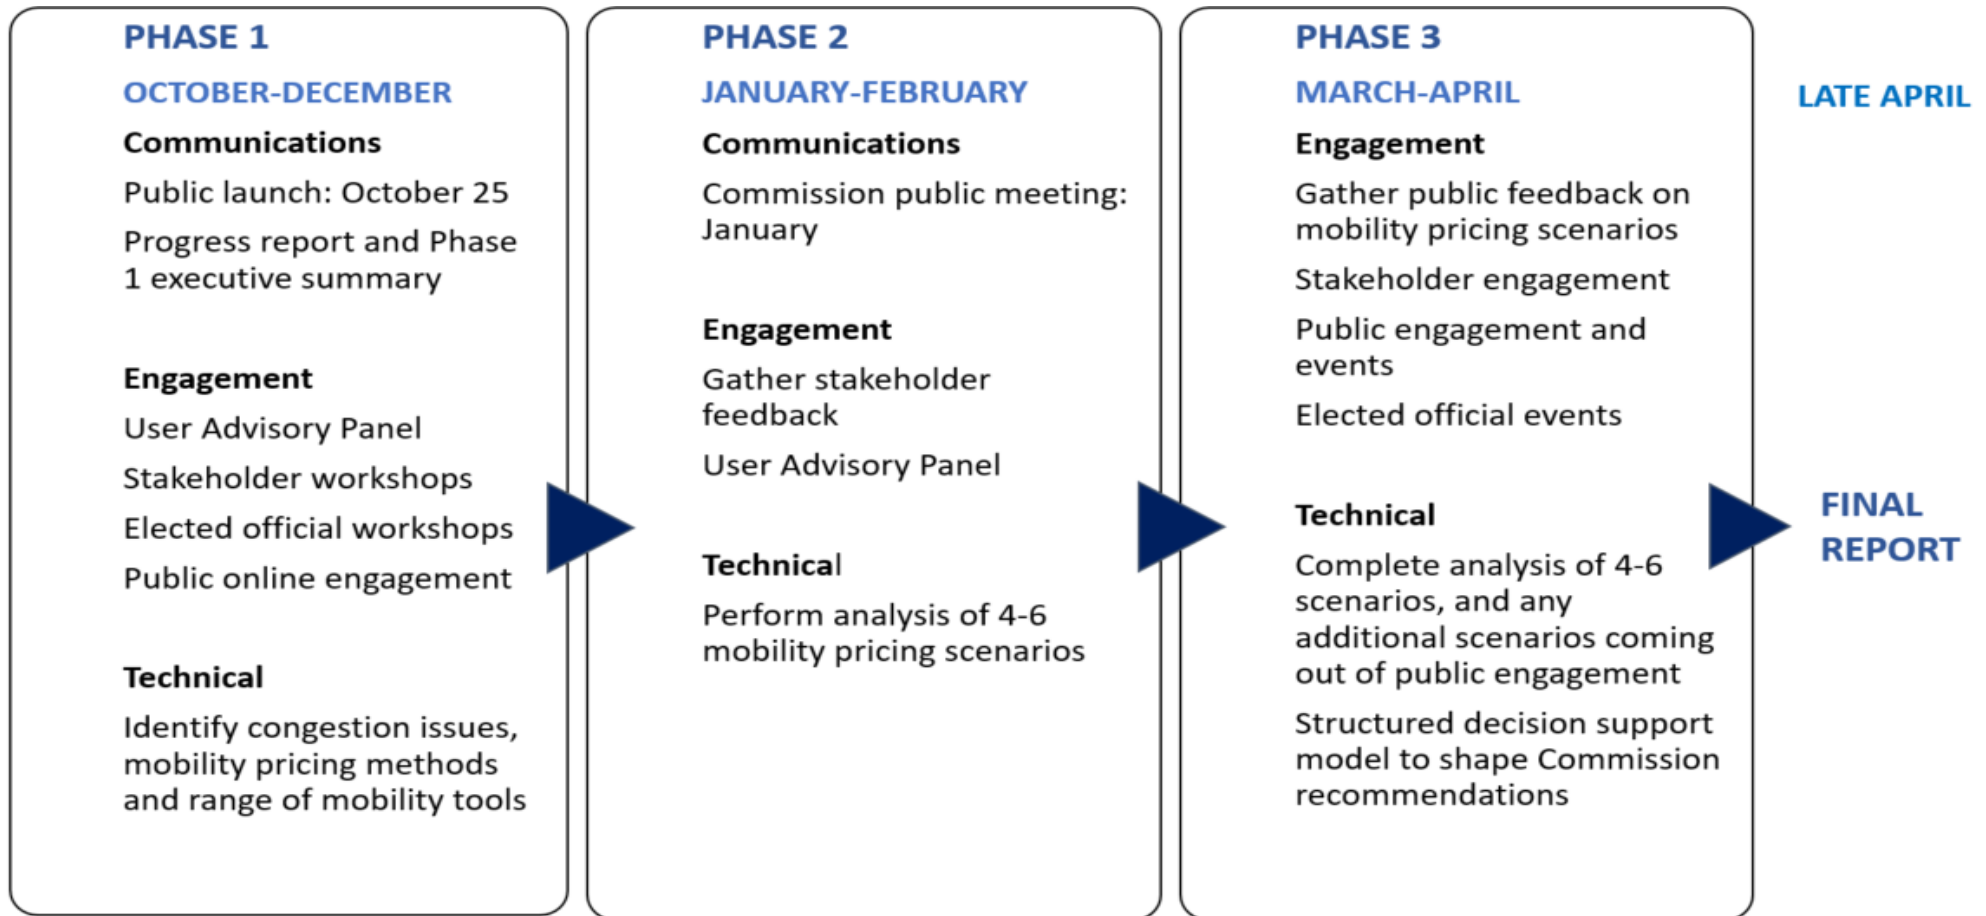 PHASE 1
OCTOBER-DECEMBER
Communications
Public launch: October 25
Progress report and Phase
1 executive summary
Engagement
User Advisory Panel
Stakeholder workshops
Elected official workshops
Public online engagement
Technical
Identify congestion issues,
mobility pricing methods
and range of mobility tools
PHASE 2
JANUARY-FEBRUARY
Communications
Commission public meeting:
January
Engagement
Gather stakeholder
feedback
User Advisory Panel
Technical
Perform analysis of 4-6
mobility pricing scenarios
PHASE 3
MARCH-APRIL
Engagement
Gather public feedback on
mobility pricing scenarios
Stakeholder engagement
Public engagement and
events
Elected official events
Technical
Complete analysis of 4-6
scenarios, and any
additional scenarios coming
out of public engagement
Structured decision support
model to shape Commission
recommendations
LATE APRIL
FINAL
REPORT